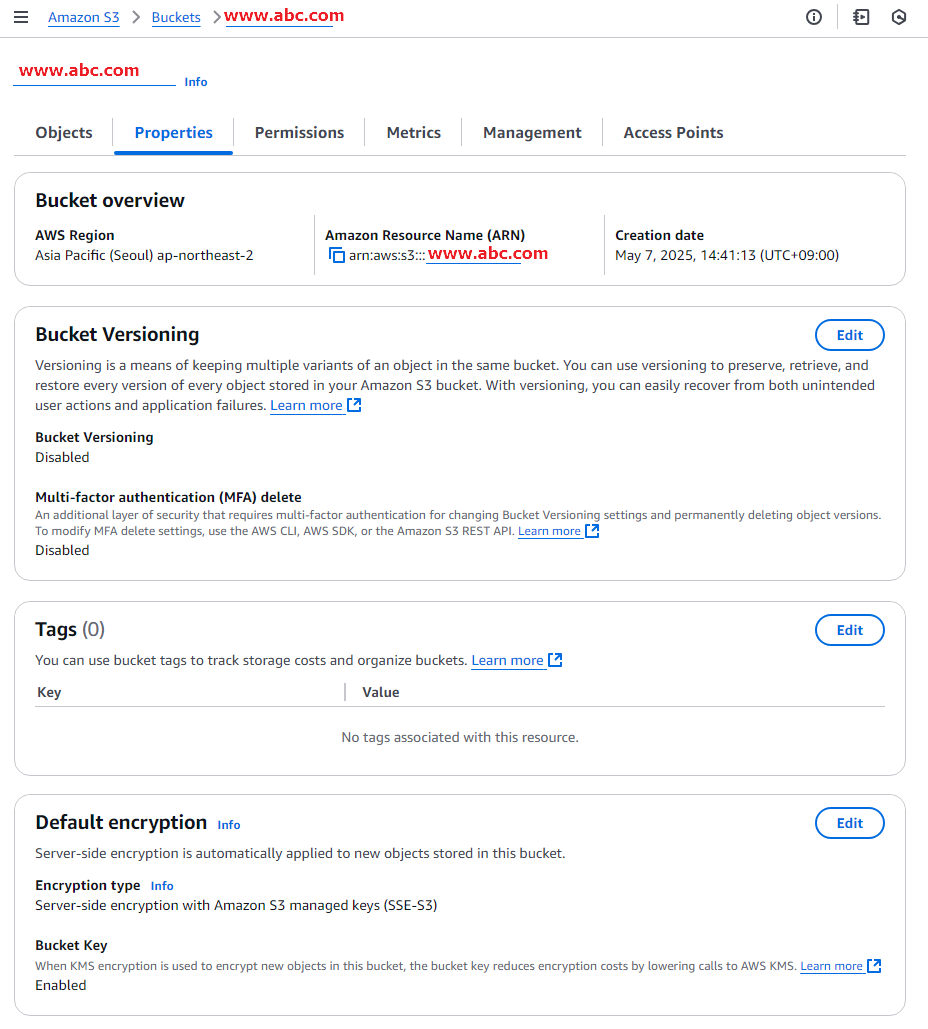 Amazon S3 > Buckets > www.abc.com
www.abc.com Info
Objects Properties Permissions Metrics Management Access Points
Bucket overview
AWS Region
Asia Pacific (Seoul) ap-northeast-2
Amazon Resource Name (ARN)
arn:aws:s3:::www.abc.com
Creation date
May 7, 2025, 14:41:13 (UTC+09:00)
Bucket Versioning
Edit
Versioning is a means of keeping multiple variants of an object in the same bucket. You can use versioning to preserve, retrieve, and
restore every version of every object stored in your Amazon S3 bucket. With versioning, you can easily recover from both unintended
user actions and application failures. Learn more
Bucket Versioning
Disabled
Multi-factor authentication (MFA) delete
An additional layer of security that requires multi-factor authentication for changing Bucket Versioning settings and permanently deleting object versions.
To modify MFA delete settings, use the AWS CLI, AWS SDK, or the Amazon S3 REST API. Learn more
Disabled
Tags (0)
Edit
You can use bucket tags to track storage costs and organize buckets. Learn more
Key Value
No tags associated with this resource.
Default encryption Info
Edit
Server-side encryption is automatically applied to new objects stored in this bucket.
Encryption type Info
Server-side encryption with Amazon S3 managed keys (SSE-S3)
Bucket Key
When KMS encryption is used to encrypt new objects in this bucket, the bucket key reduces encryption costs by lowering calls to AWS KMS. Learn more
Enabled